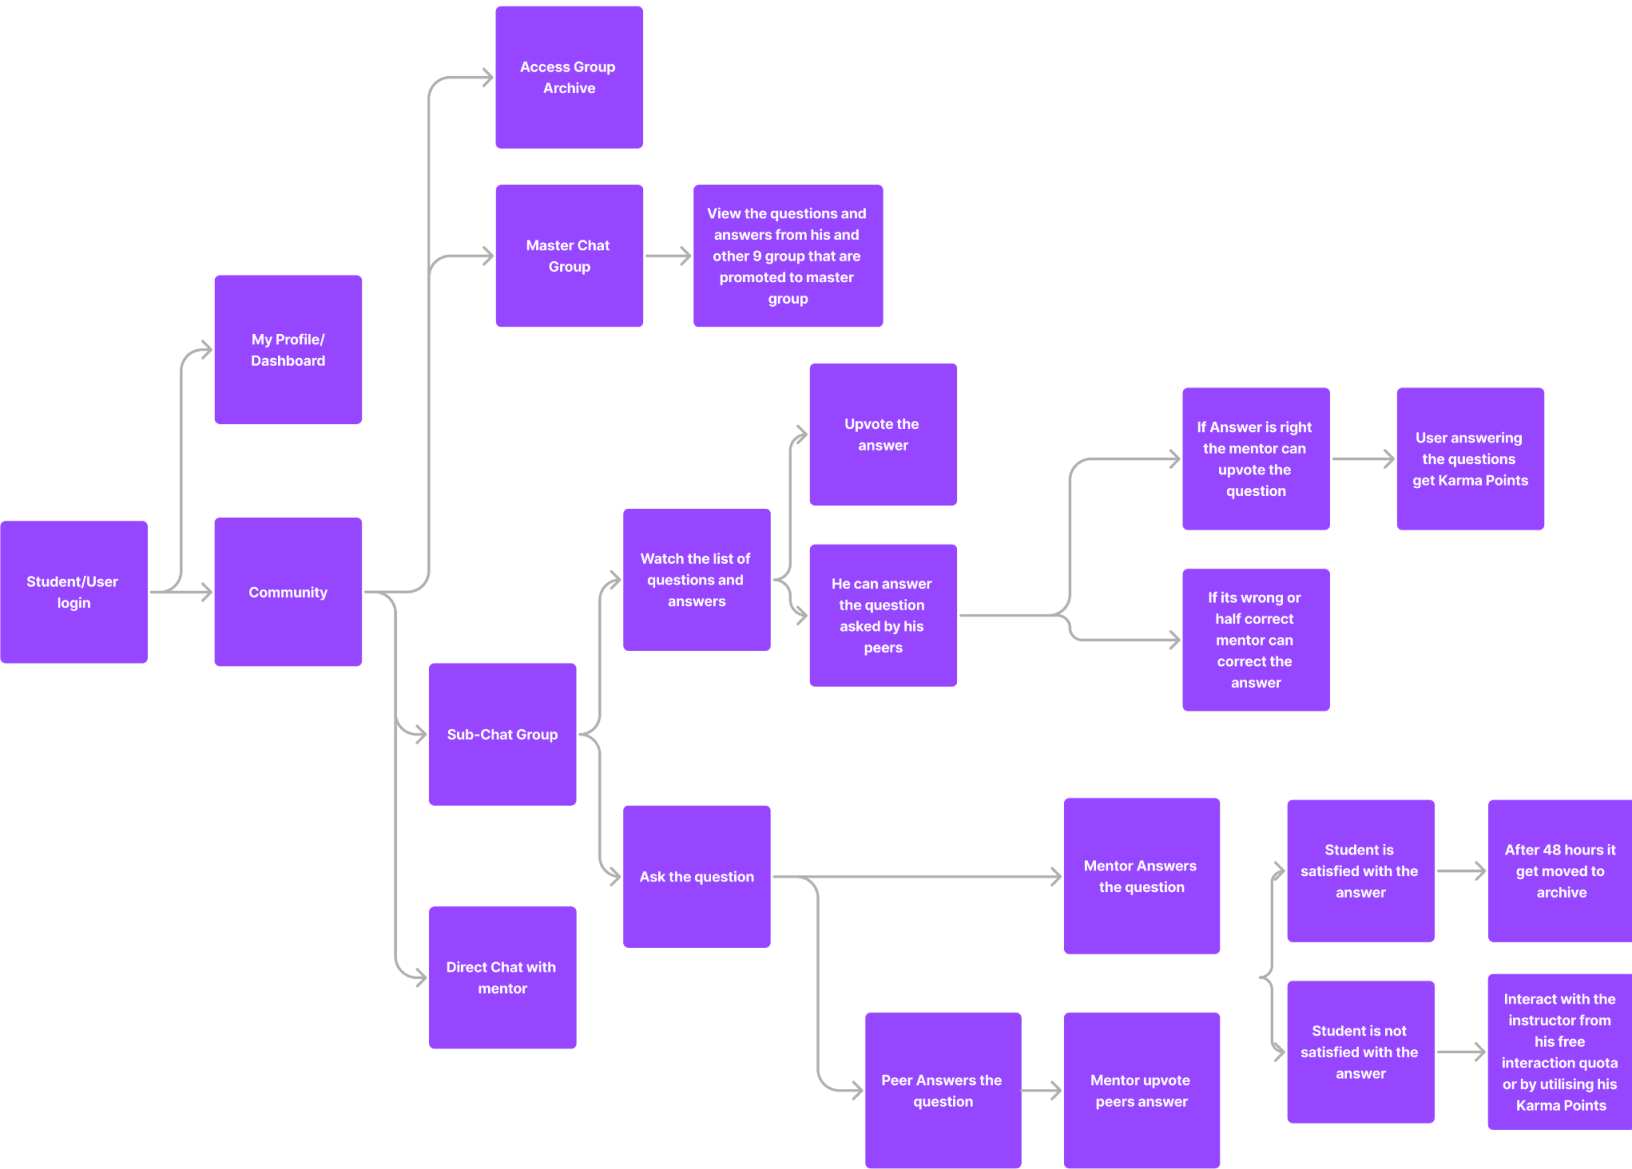 Access Group
Archive
Master Chat
Group
View the questions and
answers from his and
other 9 group that are
promoted to master
group
My Profile/
Dashboard
Upvote the
answer
If Answer is right
the mentor can
upvote the
question
User answering
the questions
get Karma Points
Student/User
login
Community
Watch the list of
questions and
answers
He can answer
the question
asked by his
peers
If its wrong or
half correct
mentor can
correct the
answer
Sub-Chat Group
Ask the question
Mentor Answers
the question
Student is
satisfied with the
answer
After 48 hours it
get moved to
archive
Direct Chat with
mentor
Peer Answers the
question
Mentor upvote
peers answer
Student is not
satisfied with the
answer
Interact with the
instructor from
his free
interaction quota
or by utilising his
Karma Points